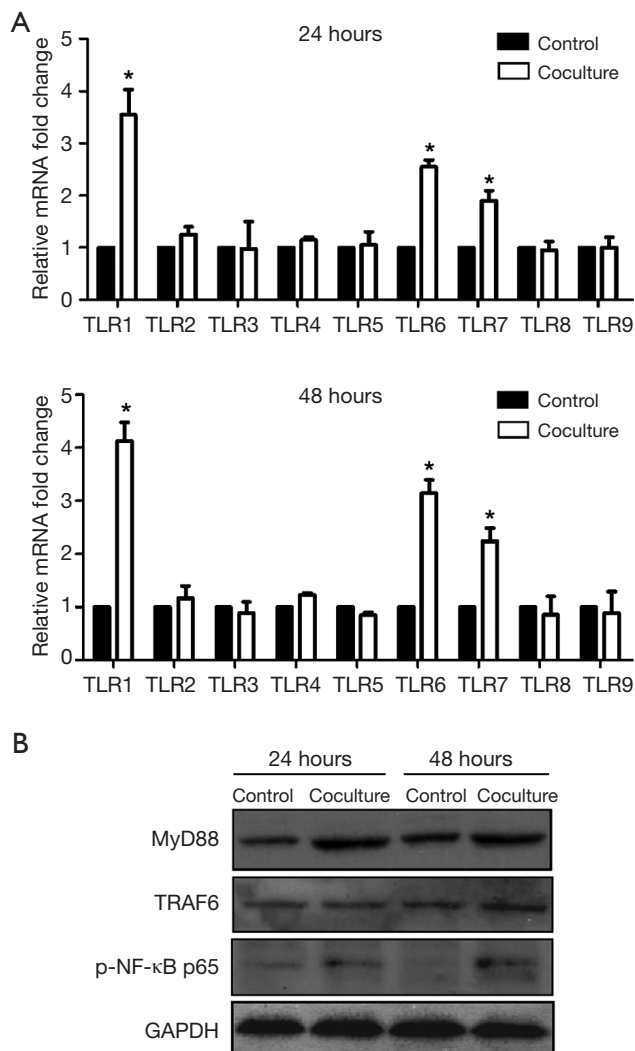 A
24 hours
Control
Coculture
Relative mRNA fold change
5
4
3
2
1
0
*
*
*
TLR1 TLR2 TLR3 TLR4 TLR5 TLR6 TLR7 TLR8 TLR9
48 hours
Control
Coculture
Relative mRNA fold change
5
4
3
2
1
0
*
*
*
TLR1 TLR2 TLR3 TLR4 TLR5 TLR6 TLR7 TLR8 TLR9
B
24 hours 48 hours
Control Coculture Control Coculture
MyD88
TRAF6
p-NF-κB p65
GAPDH